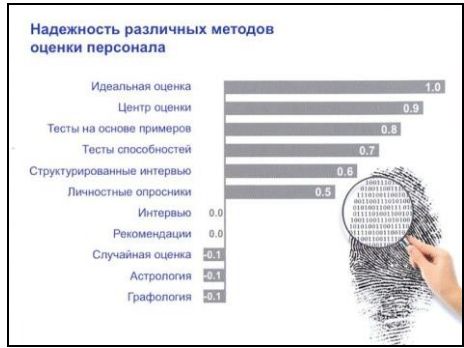 Надежность различных методов
оценки персонала
Идеальная оценка 1.0
Центр оценки 0.9
Тесты на основе примеров 0.8
Тесты способностей 0.7
Структурированные интервью 0.6
Личностные опросники 0.5
Интервью 0.0
Рекомендации 0.0
Случайная оценка -0.1
Астрология -0.1
Графология -0.1